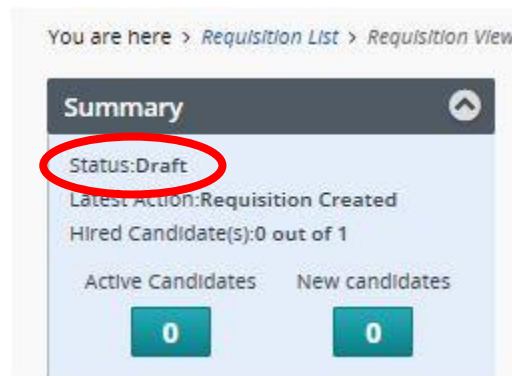 You are here > Requisition List > Requisition View
Summary
Status:Draft
Latest Action:Requisition Created
Hired Candidate(s):0 out of 1
Active Candidates New candidates
0 0